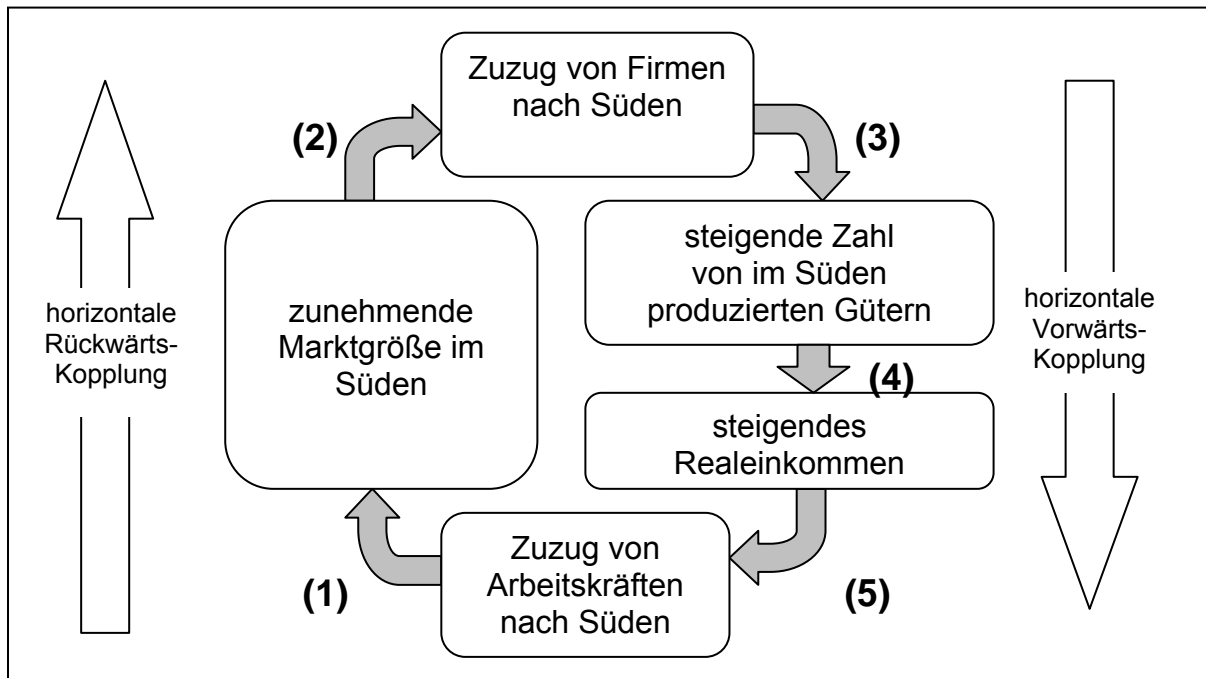 Zuzug von Firmen
nach Süden
(2)
(3)
steigende Zahl
von im Süden
produzierten Gütern
zunehmende
Marktgröße im
Süden
horizontale
Rückwärts-
Kopplung
horizontale
Vorwärts-
Kopplung
(4)
steigendes
Realeinkommen
Zuzug von
Arbeitskräften
nach Süden
(1)
(5)